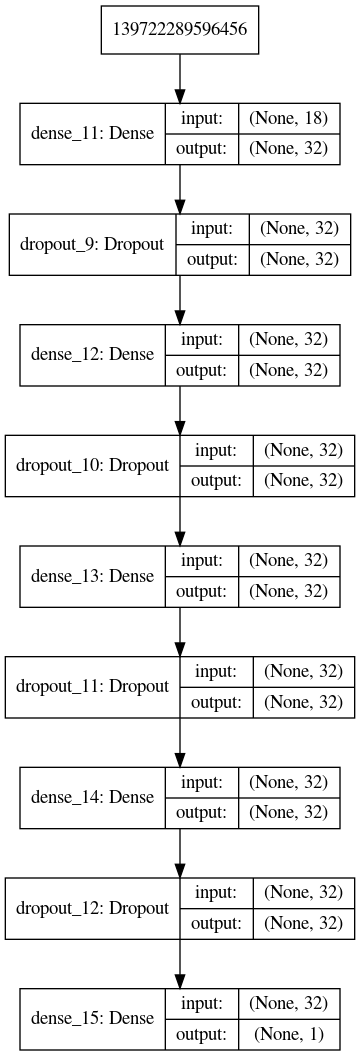 139722289596456
dense_11: Dense
input: (None, 18)
output: (None, 32)
dropout_9: Dropout
input: (None, 32)
output: (None, 32)
dense_12: Dense
input: (None, 32)
output: (None, 32)
dropout_10: Dropout
input: (None, 32)
output: (None, 32)
dense_13: Dense
input: (None, 32)
output: (None, 32)
dropout_11: Dropout
input: (None, 32)
output: (None, 32)
dense_14: Dense
input: (None, 32)
output: (None, 32)
dropout_12: Dropout
input: (None, 32)
output: (None, 32)
dense_15: Dense
input: (None, 32)
output: (None, 1)